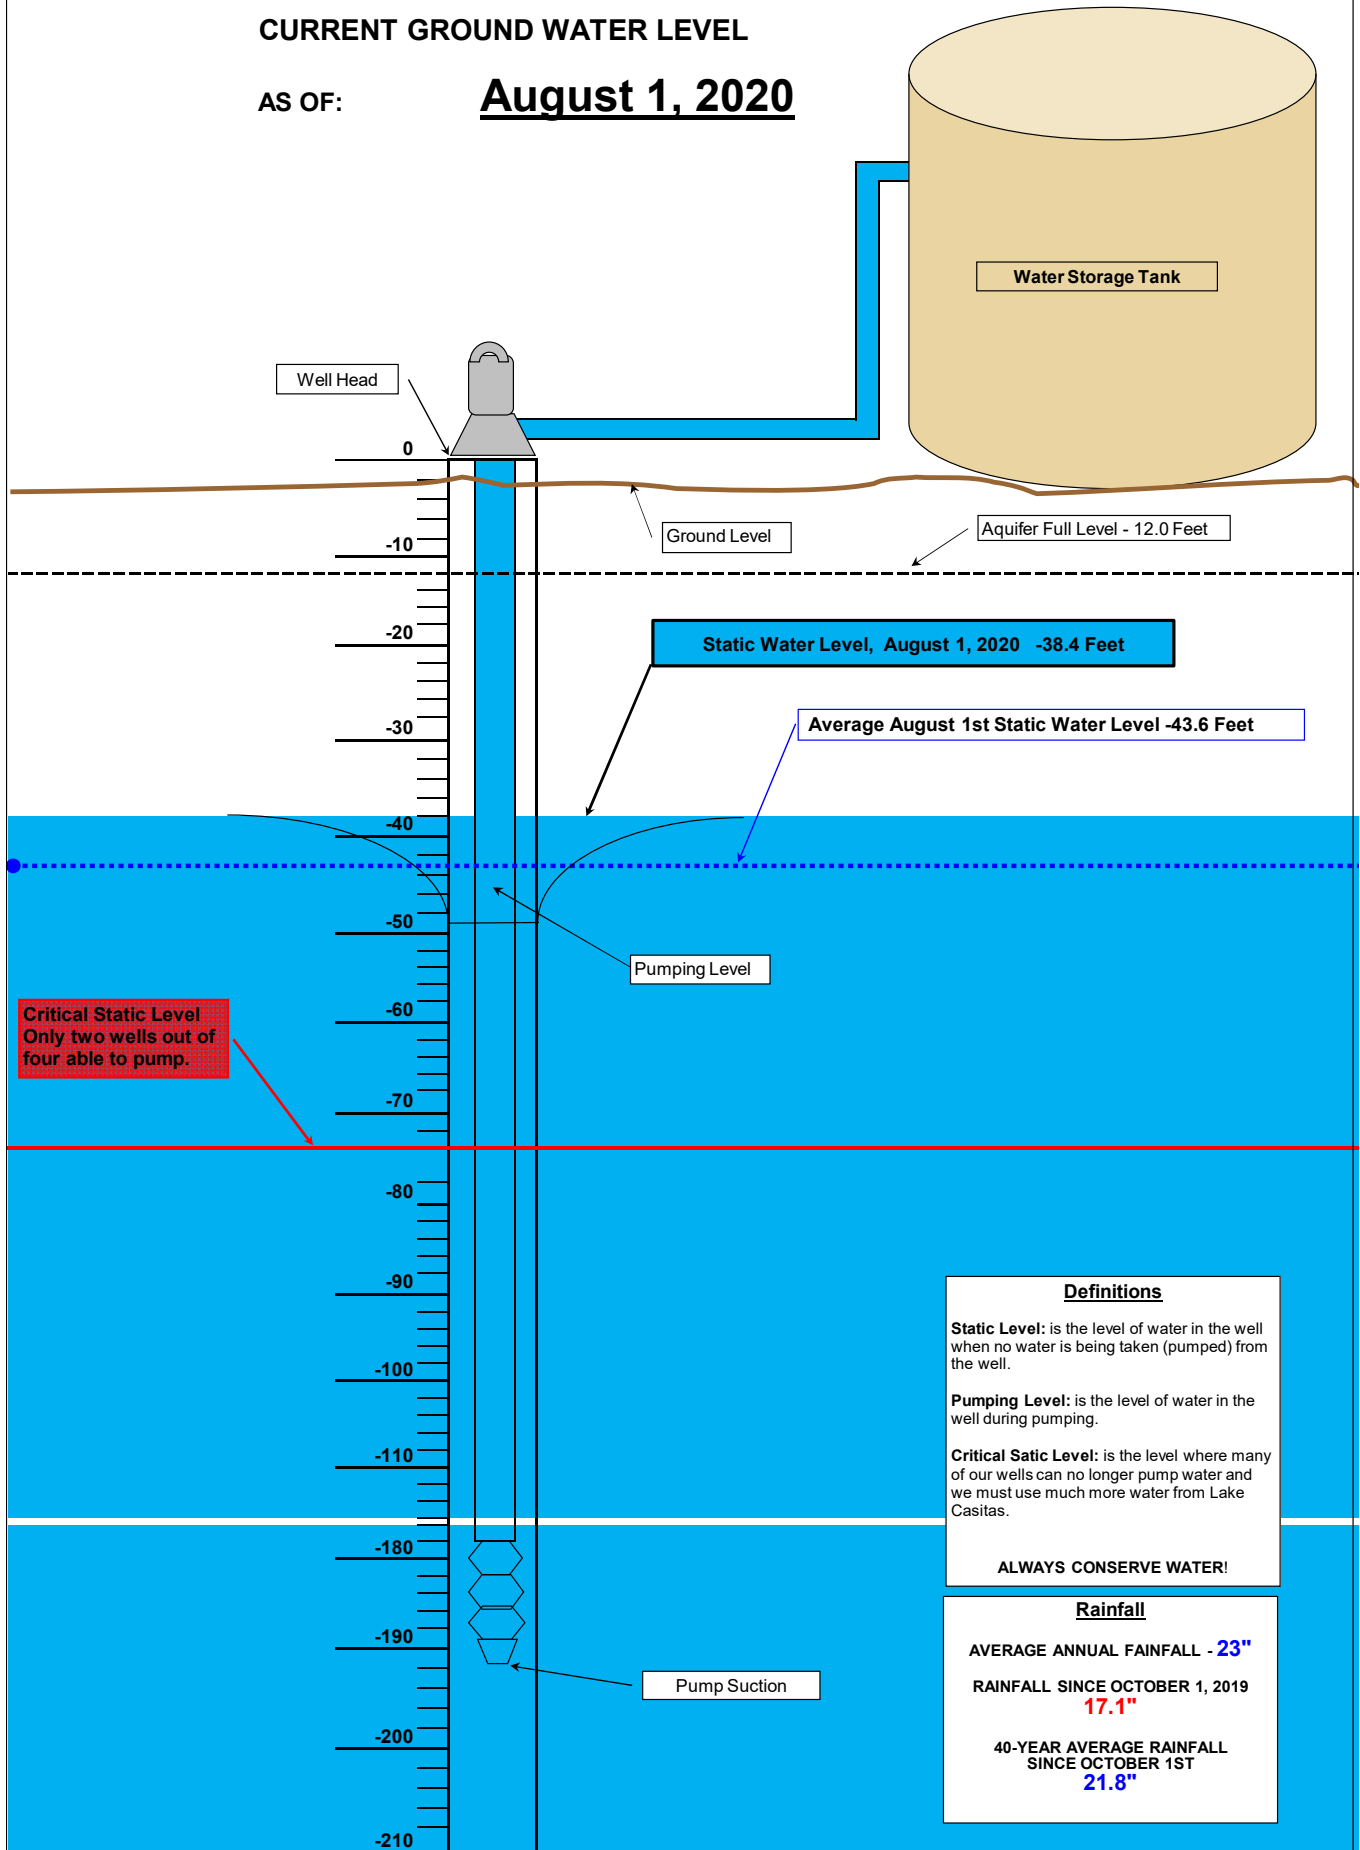 CURRENT GROUND WATER LEVEL
AS OF: August 1, 2020
Water Storage Tank
Well Head
0
Ground Level
Aquifer Full Level - 12.0 Feet
-10
-20
Static Water Level, August 1, 2020 -38.4 Feet
-30
Average August 1st Static Water Level -43.6 Feet
-40
-50
Pumping Level
-60
Critical Static Level
Only two wells out of
four able to pump.
-70
-80
-90
-100
-110
-180
-190
-200
-210
Pump Suction
Definitions
Static Level: is the level of water in the well
when no water is being taken (pumped) from
the well.
Pumping Level: is the level of water in the
well during pumping.
Critical Satic Level: is the level where many
of our wells can no longer pump water and
we must use much more water from Lake
Casitas.
ALWAYS CONSERVE WATER!
Rainfall
AVERAGE ANNUAL FAINFALL - 23"
RAINFALL SINCE OCTOBER 1, 2019
17.1"
40-YEAR AVERAGE RAINFALL
SINCE OCTOBER 1ST
21.8"